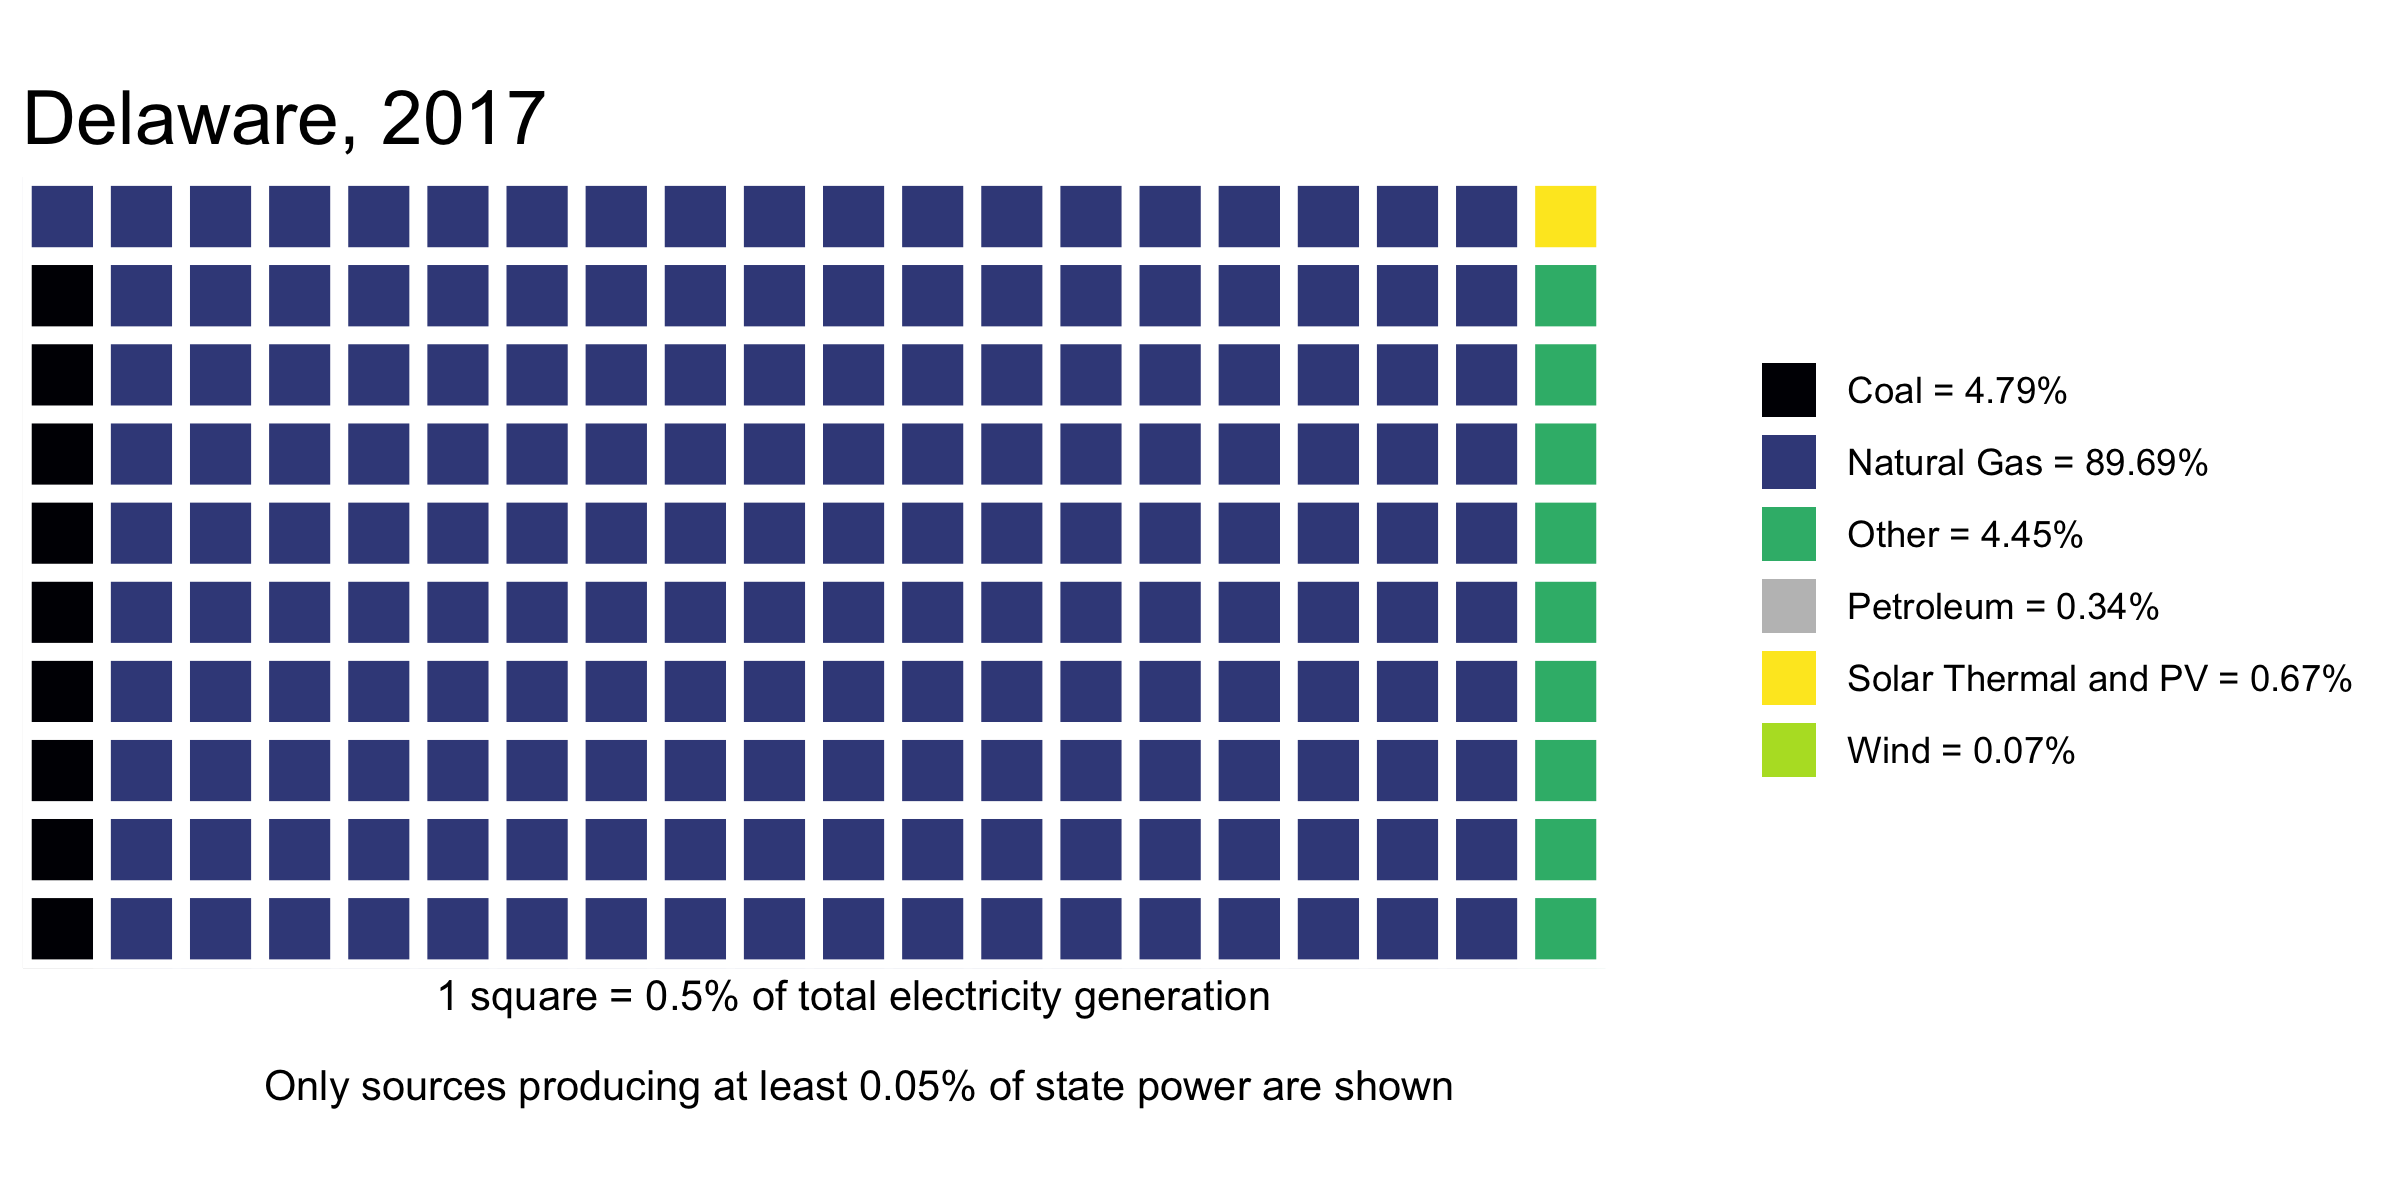 Delaware, 2017
Coal = 4.79%
Natural Gas = 89.69%
Other = 4.45%
Petroleum = 0.34%
Solar Thermal and PV = 0.67%
Wind = 0.07%
1 square = 0.5% of total electricity generation
Only sources producing at least 0.05% of state power are shown